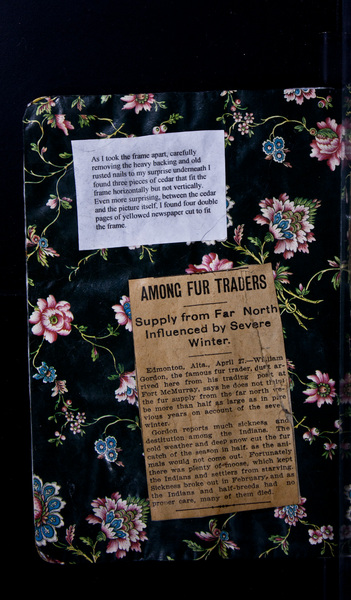 As I took the frame apart, carefully
removing the heavy backing and old
rusted nails to my surprise underneath I
found three pieces of cedar that fit the
frame horizontally but not vertically.
Even more surprising, between the cedar
and the picture itself, I found four double
pages of yellowed newspaper cut to fit
the frame.
AMONG FUR TRADERS
Supply from Far North
Influenced by Severe
Winter.
Edmonton, Alta., April 27.—William
Gordon, the famous fur trader, just ar-
rived here from his trading post at
Fort McMurray, says he does not think
the fur supply from the far north
be more than half as large as in pre
vious years on account of the
winter.
Gordon reports much sickness and
destitution among the Indians. The
cold weather and deep snow cut the fur
catch of the season in half, as the ani-
mals would not come out. Fortunately
there was plenty of moose, which kept
the Indians and settlers from starving.
Sickness broke out in February, and as
the Indians and half-breeds had no
proper care, many of them died.